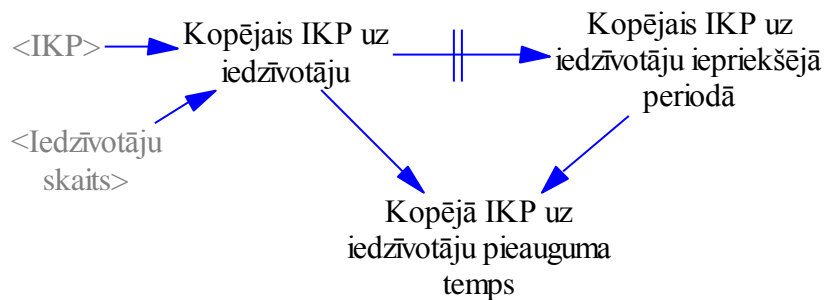 <IKP>
Kopējais IKP uz
iedzīvotāju
Kopējais IKP uz
iedzīvotāju iepriekšējā
periodā
<Iedzīvotāju
skaits>
Kopējā IKP uz
iedzīvotāju pieauguma
temps